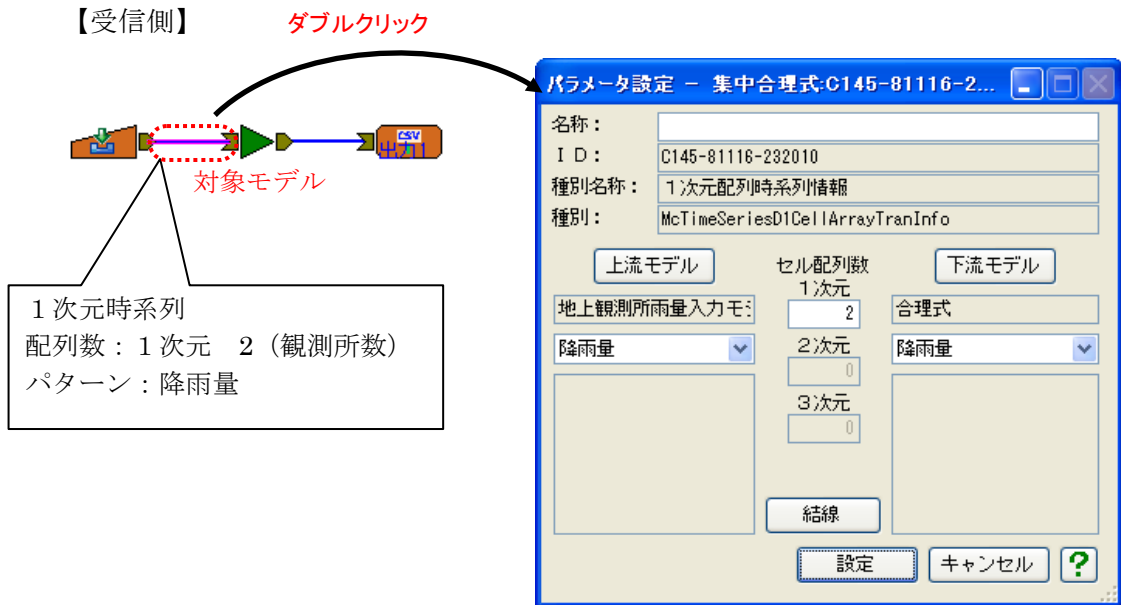 【受信側】
ダブルクリック
CSV
出力1
対象モデル
１次元時系列
配列数：１次元　２（観測所数）
パターン：降雨量
パラメータ設定 － 集中合理式:C145-81116-2...
名称：
ＩＤ：
C145-81116-232010
種別名称：
１次元配列時系列情報
種別：
McTimeSeriesD1CellArrayTranInfo
上流モデル
セル配列数
下流モデル
１次元
地上観測所雨量入力モ
2
合理式
降雨量
２次元
降雨量
0
３次元
0
結線
設定
キャンセル
?